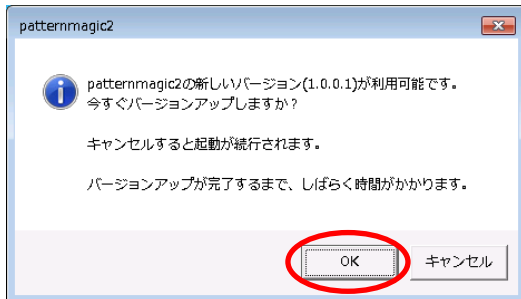 patternmagic2
patternmagic2の新しいバージョン(1.0.0.1)が利用可能です。
今すぐバージョンアップしますか？
キャンセルすると起動が続行されます。
バージョンアップが完了するまで、しばらく時間がかかります。
OK
キャンセル